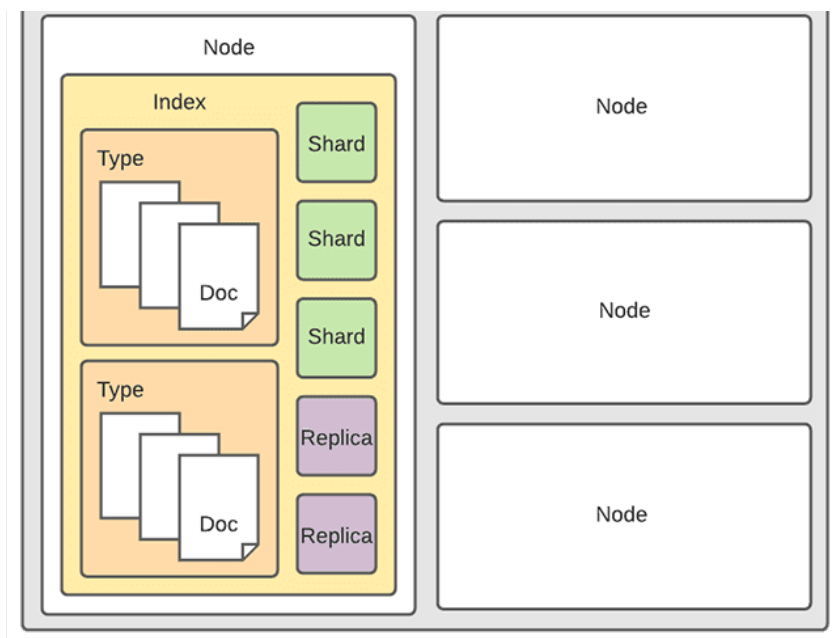 Node
Index
Type
Doc
Type
Doc
Shard
Shard
Shard
Replica
Replica
Node
Node
Node